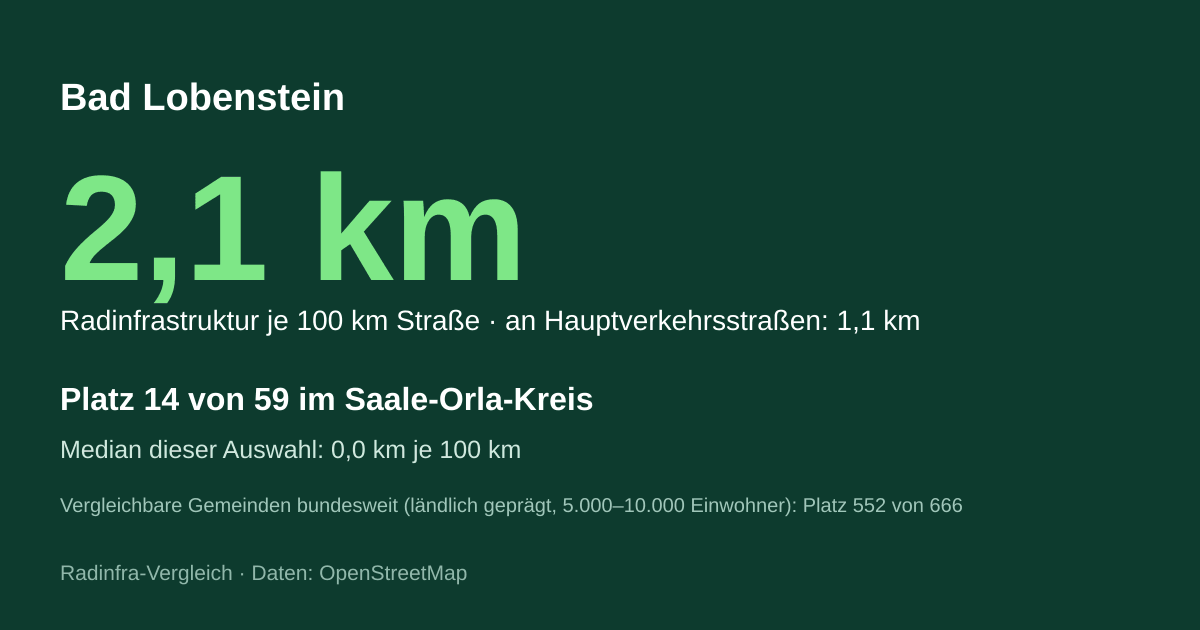 Bad Lobenstein
2,1 km
Radinfrastruktur je 100 km Straße · an Hauptverkehrsstraßen: 1,1 km
Platz 14 von 59 im Saale-Orla-Kreis
Median dieser Auswahl: 0,0 km je 100 km
Vergleichbare Gemeinden bundesweit (ländlich geprägt, 5.000–10.000 Einwohner): Platz 552 von 666
Radinfra-Vergleich · Daten: OpenStreetMap